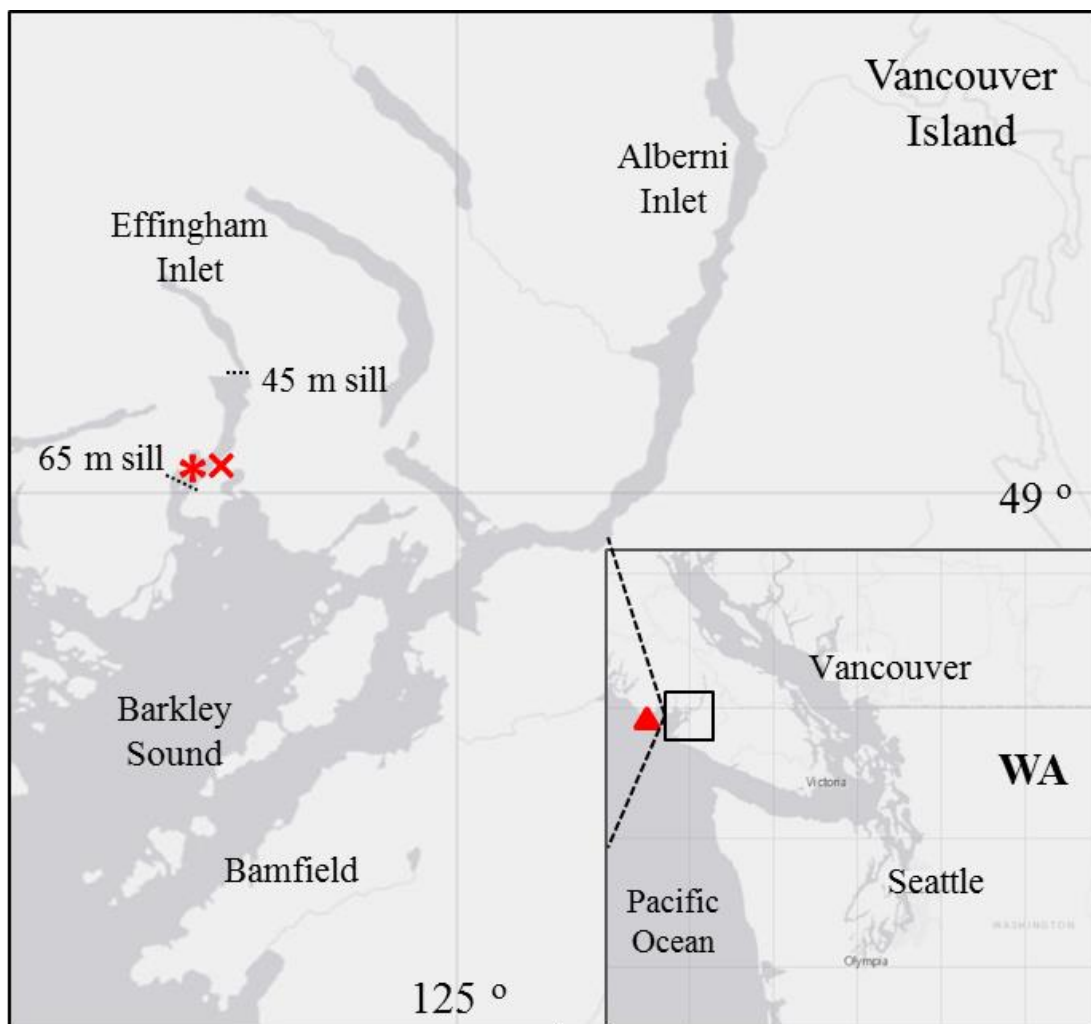 Vancouver
Island
Alberni
Inlet
Effingham
Inlet
45 m sill
65 m sill
49 º
Barkley
Sound
Bamfield
125 º
Vancouver
Victoria
WA
Seattle
Pacific
Ocean
WASHINGTON
Olympia